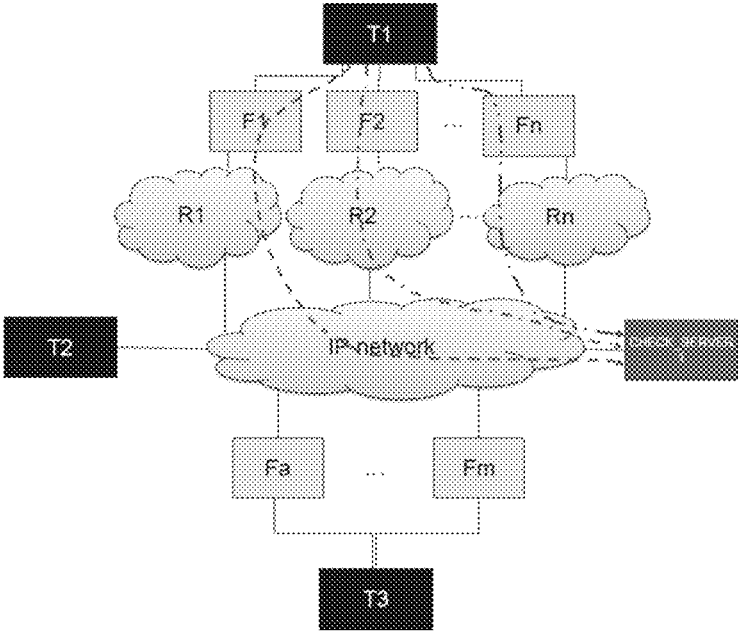 T1
F1
F2
...
Fn
R1
R2
...
Rn
T2
IP-network
Fa
...
Fm
T3